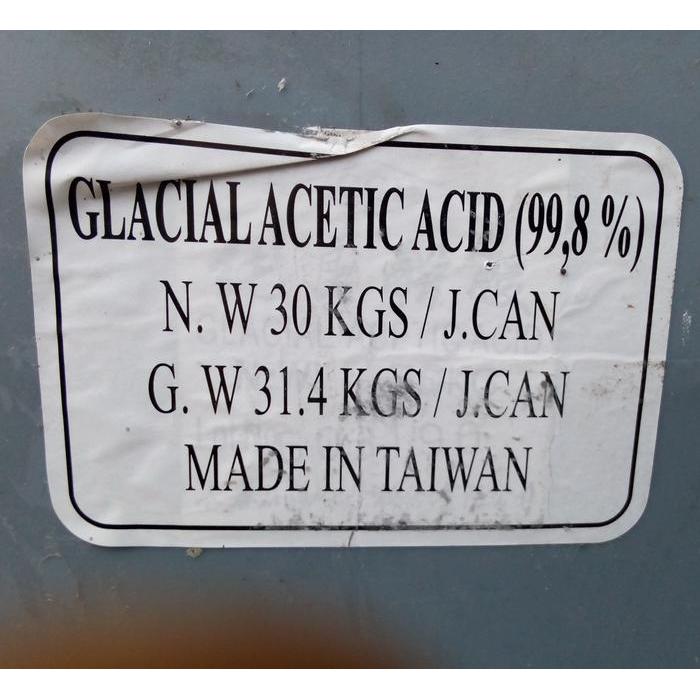 GLACIAL ACETIC ACID (99,8 %)
N. W 30 KGS / J.CAN
G. W 31.4 KGS / J.CAN
MADE IN TAIWAN